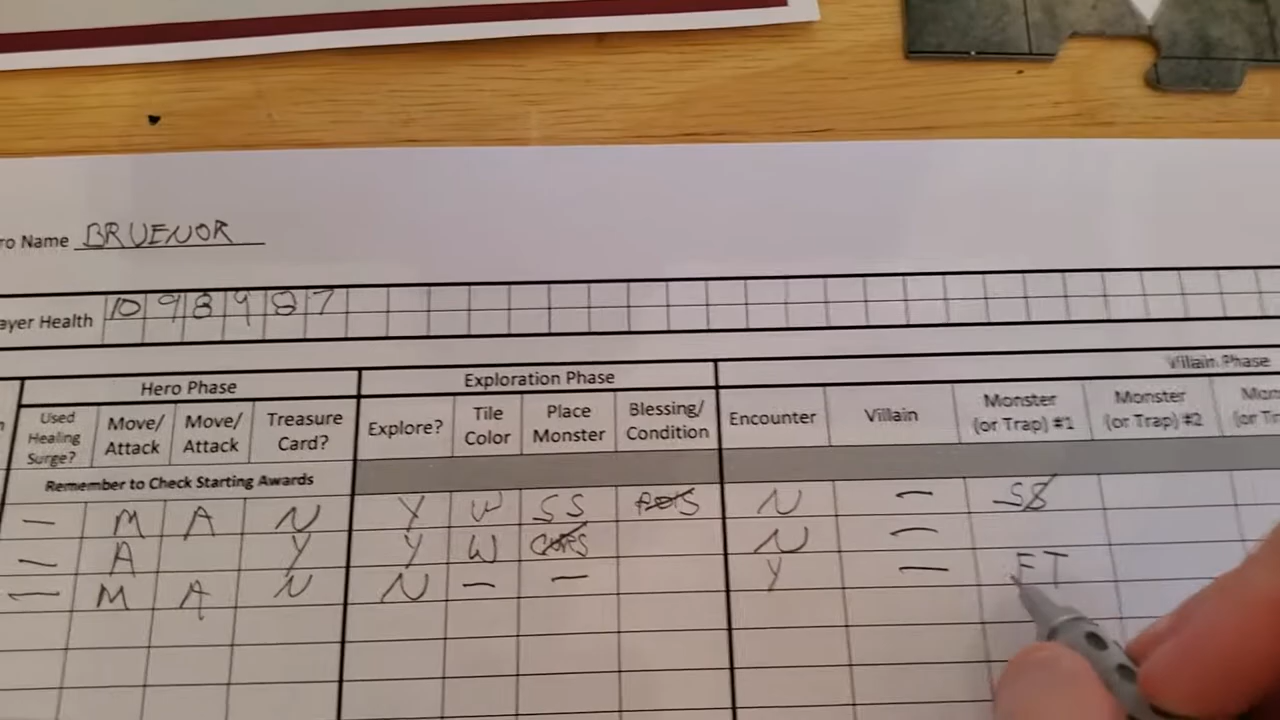 ro Name BRUENOR
ayer Health 10 9 8 9 8 7
Hero Phase Exploration Phase Villain Phase
Used Healing Surge? Move/ Attack Move/ Attack Treasure Card? Explore? Tile Color Place Monster Blessing/ Condition Encounter Villain Monster (or Trap) #1 Monster (or Trap) #2
Remember to Check Starting Awards
— M A N Y W SS N — SS
— A Y Y W N —
— M A N N — — Y — FT